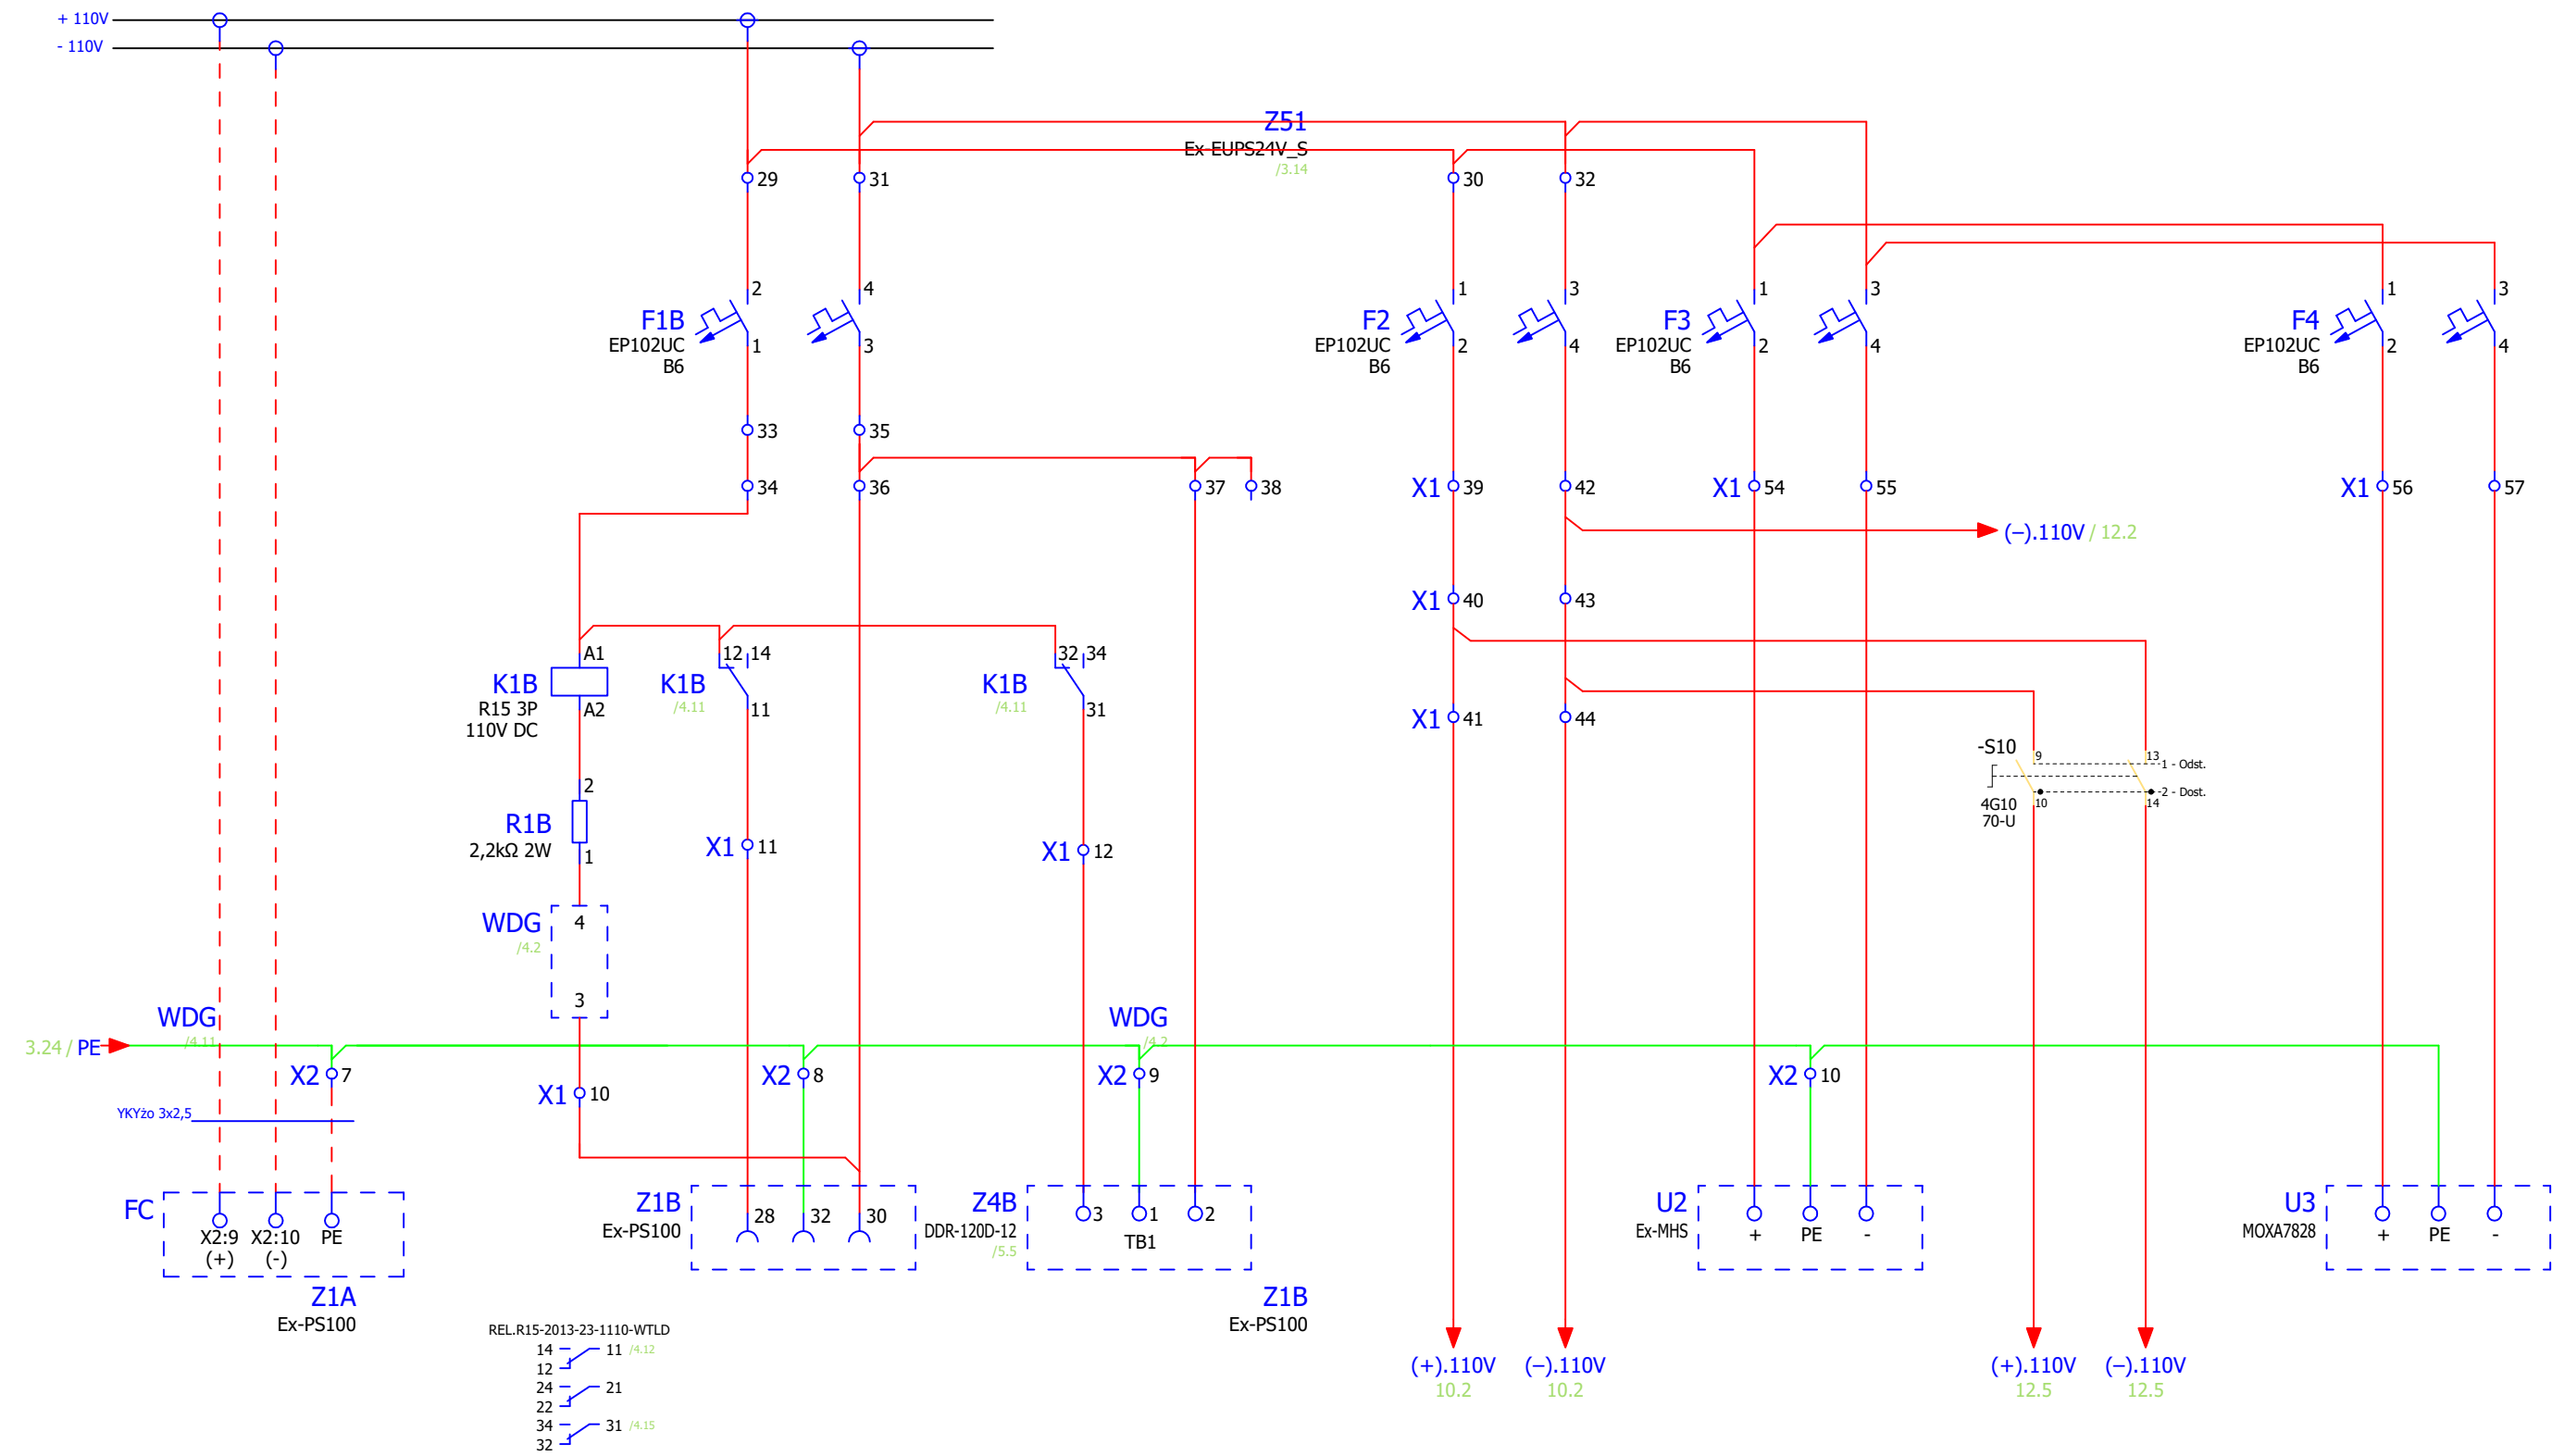 + 110V
- 110V
Z51
Ex-EUPS24V_S
/3.14
29
31
30
32
2
4
1
3
1
3
1
3
F1B
EP102UC
B6
F2
EP102UC
B6
F3
EP102UC
B6
F4
EP102UC
B6
1
3
2
4
2
4
2
4
33
35
34
36
37
38
X1
39
42
X1
54
55
X1
56
57
(–).110V / 12.2
X1
40
43
A1
12
14
32
34
K1B
R15 3P
110V DC
A2
K1B
/4.11
11
K1B
/4.11
31
X1
41
44
-S10
4G10
70-U
9
13
1 - Odst.
10
14
2 - Dost.
2
R1B
2,2kΩ 2W
1
X1
11
X1
12
WDG
/4.2
4
3
WDG
/4.11
WDG
/4.2
3.24 / PE
X2
7
X2
8
X2
9
X2
10
X1
10
YKYżo 3x2,5
FC
X2:9
(+)
X2:10
(-)
PE
Z1A
Ex-PS100
Z1B
Ex-PS100
28
32
30
Z4B
DDR-120D-12
/5.5
3
1
2
TB1
Z1B
Ex-PS100
U2
Ex-MHS
+
PE
-
U3
MOXA7828
+
PE
-
REL.R15-2013-23-1110-WTLD
14
11 /4.12
12
24
21
22
34
31 /4.15
32
(+).110V
10.2
(–).110V
10.2
(+).110V
12.5
(–).110V
12.5